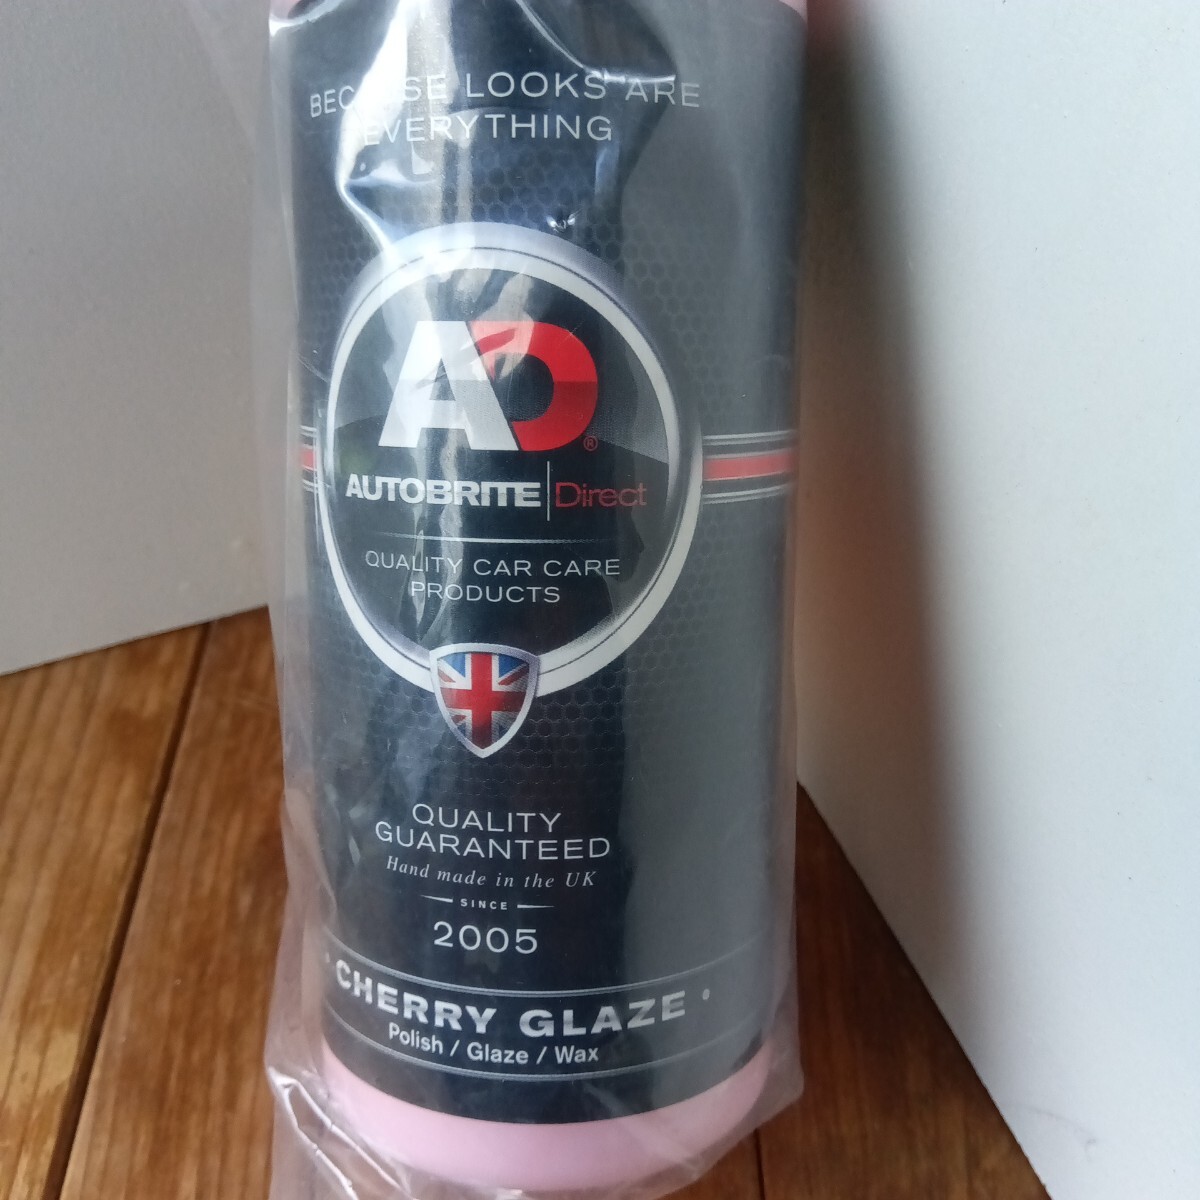 BECAUSE LOOKS ARE
EVERYTHING
AD®
AUTOBRITE|Direct
QUALITY CAR CARE
PRODUCTS
QUALITY
GUARANTEED
Hand made in the UK
SINCE
2005
CHERRY GLAZE
Polish / Glaze / Wax